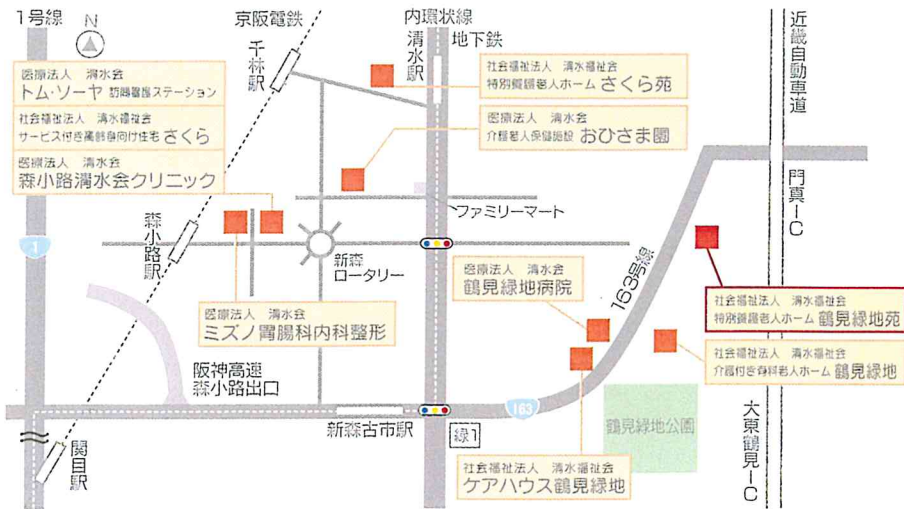 1号線
N
京阪電鉄
内環状線
千林駅
清水駅
地下鉄
近畿自動車道
医療法人 清水会
トム・ソーヤ 訪問看護ステーション
社会福祉法人 清水福祉会
サービス付き高齢者向け住宅 さくら
医療法人 清水会
森小路清水会クリニック
社会福祉法人 清水福祉会
特別養護老人ホーム さくら苑
医療法人 清水会
介護老人保健施設 おひさま園
ファミリーマート
門真IC
森小路駅
1
新森
ロータリー
163号線
医療法人 清水会
鶴見緑地病院
医療法人 清水会
ミズノ胃腸科内科整形
社会福祉法人 清水福祉会
特別養護老人ホーム 鶴見緑地苑
社会福祉法人 清水福祉会
介護付き有料老人ホーム 鶴見緑地
阪神高速
森小路出口
163
新森古市駅
緑1
鶴見緑地公園
大東鶴見IC
関目駅
社会福祉法人 清水福祉会
ケアハウス鶴見緑地